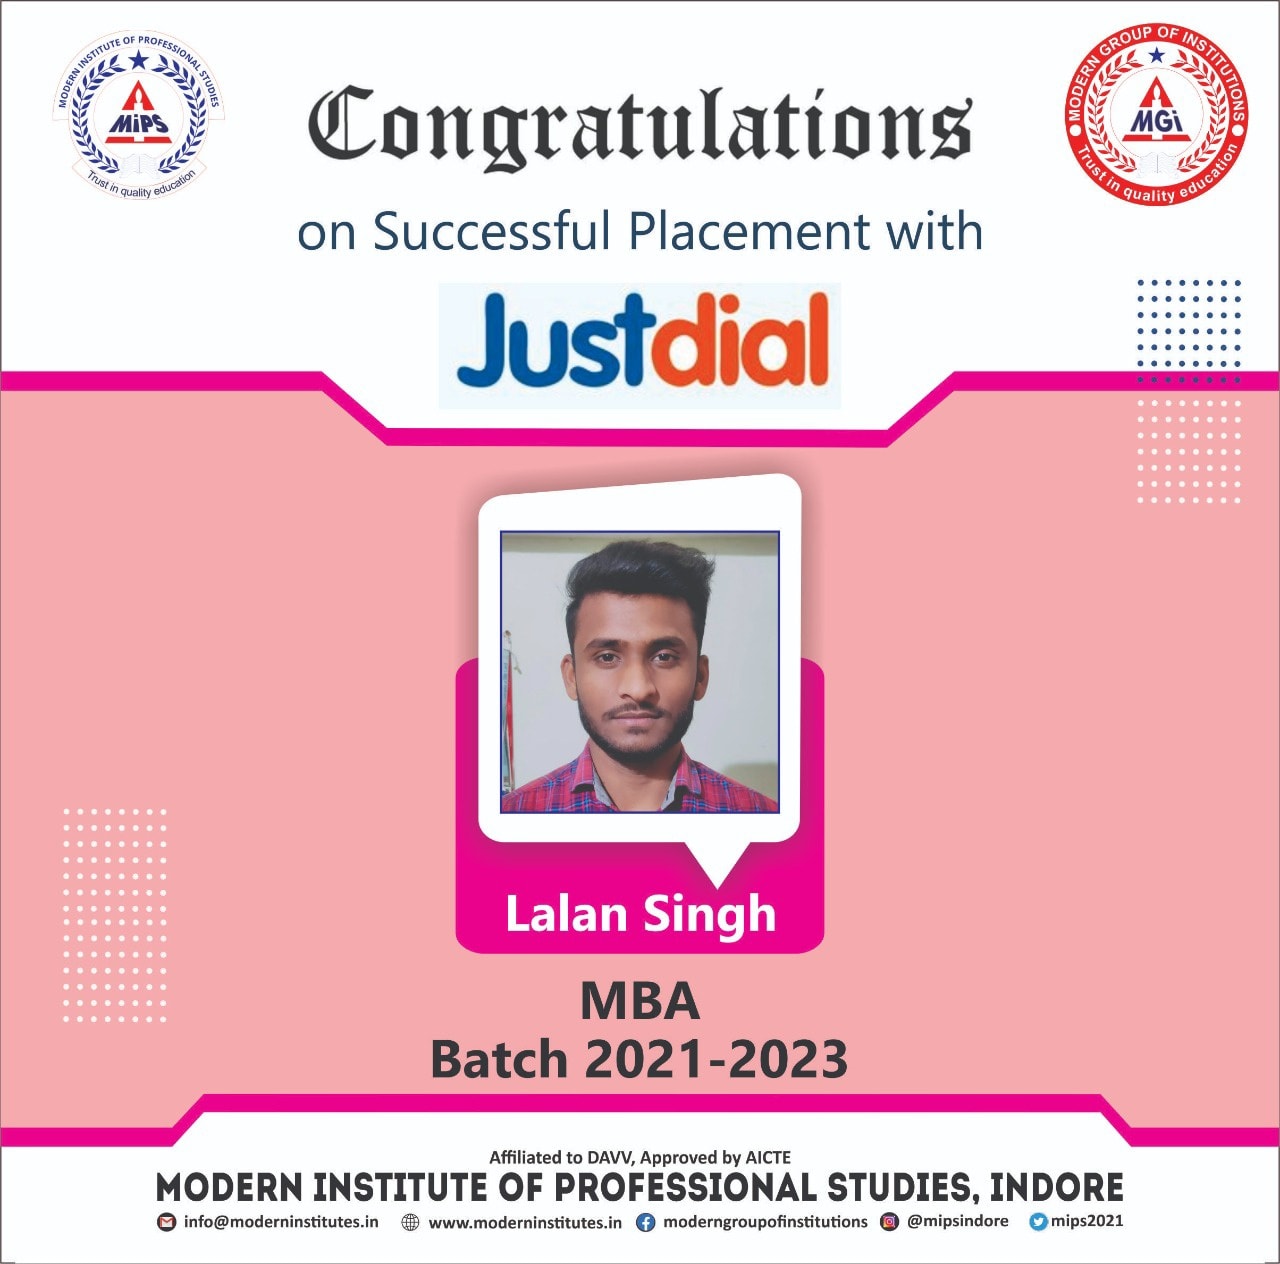 MODERN INSTITUTE OF PROFESSIONAL STUDIES
MiPS
Trust in quality education
MODERN GROUP OF INSTITUTIONS
MGi
Trust in quality education
Congratulations
on Successful Placement with
Justdial
Lalan Singh
MBA
Batch 2021-2023
Affiliated to DAVV, Approved by AICTE
MODERN INSTITUTE OF PROFESSIONAL STUDIES, INDORE
info@moderninstitutes.in www.moderninstitutes.in moderngroupofinstitutions @mipsindore mips2021